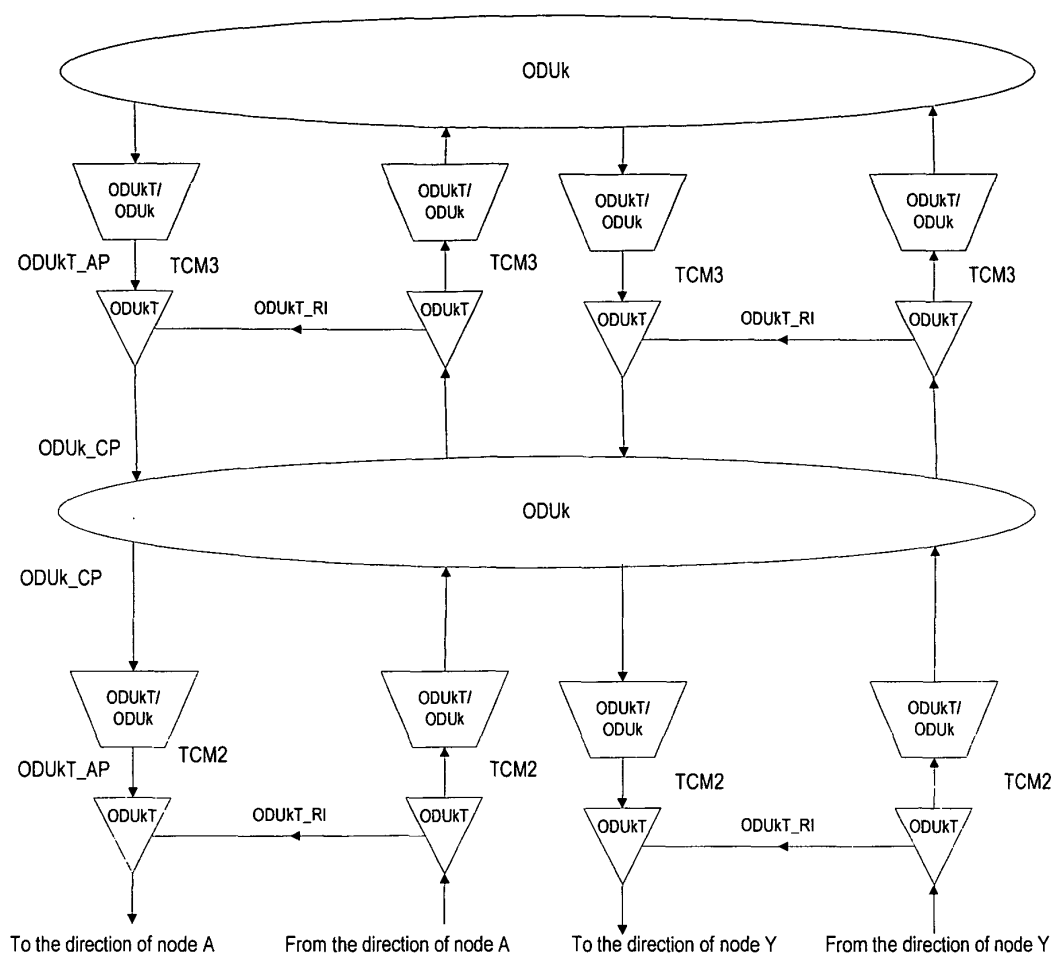 ODUk
ODUkT/
ODUk
ODUkT/
ODUk
ODUkT/
ODUk
ODUkT/
ODUk
ODUkT_AP
TCM3
TCM3
TCM3
TCM3
ODUkT
ODUkT_RI
ODUkT
ODUkT
ODUkT_RI
ODUkT
ODUk_CP
ODUk
ODUk_CP
ODUkT/
ODUk
ODUkT/
ODUk
ODUkT/
ODUk
ODUkT/
ODUk
ODUkT_AP
TCM2
TCM2
TCM2
TCM2
ODUkT
ODUkT_RI
ODUkT
ODUkT
ODUkT_RI
ODUkT
To the direction of node A
From the direction of node A
To the direction of node Y
From the direction of node Y